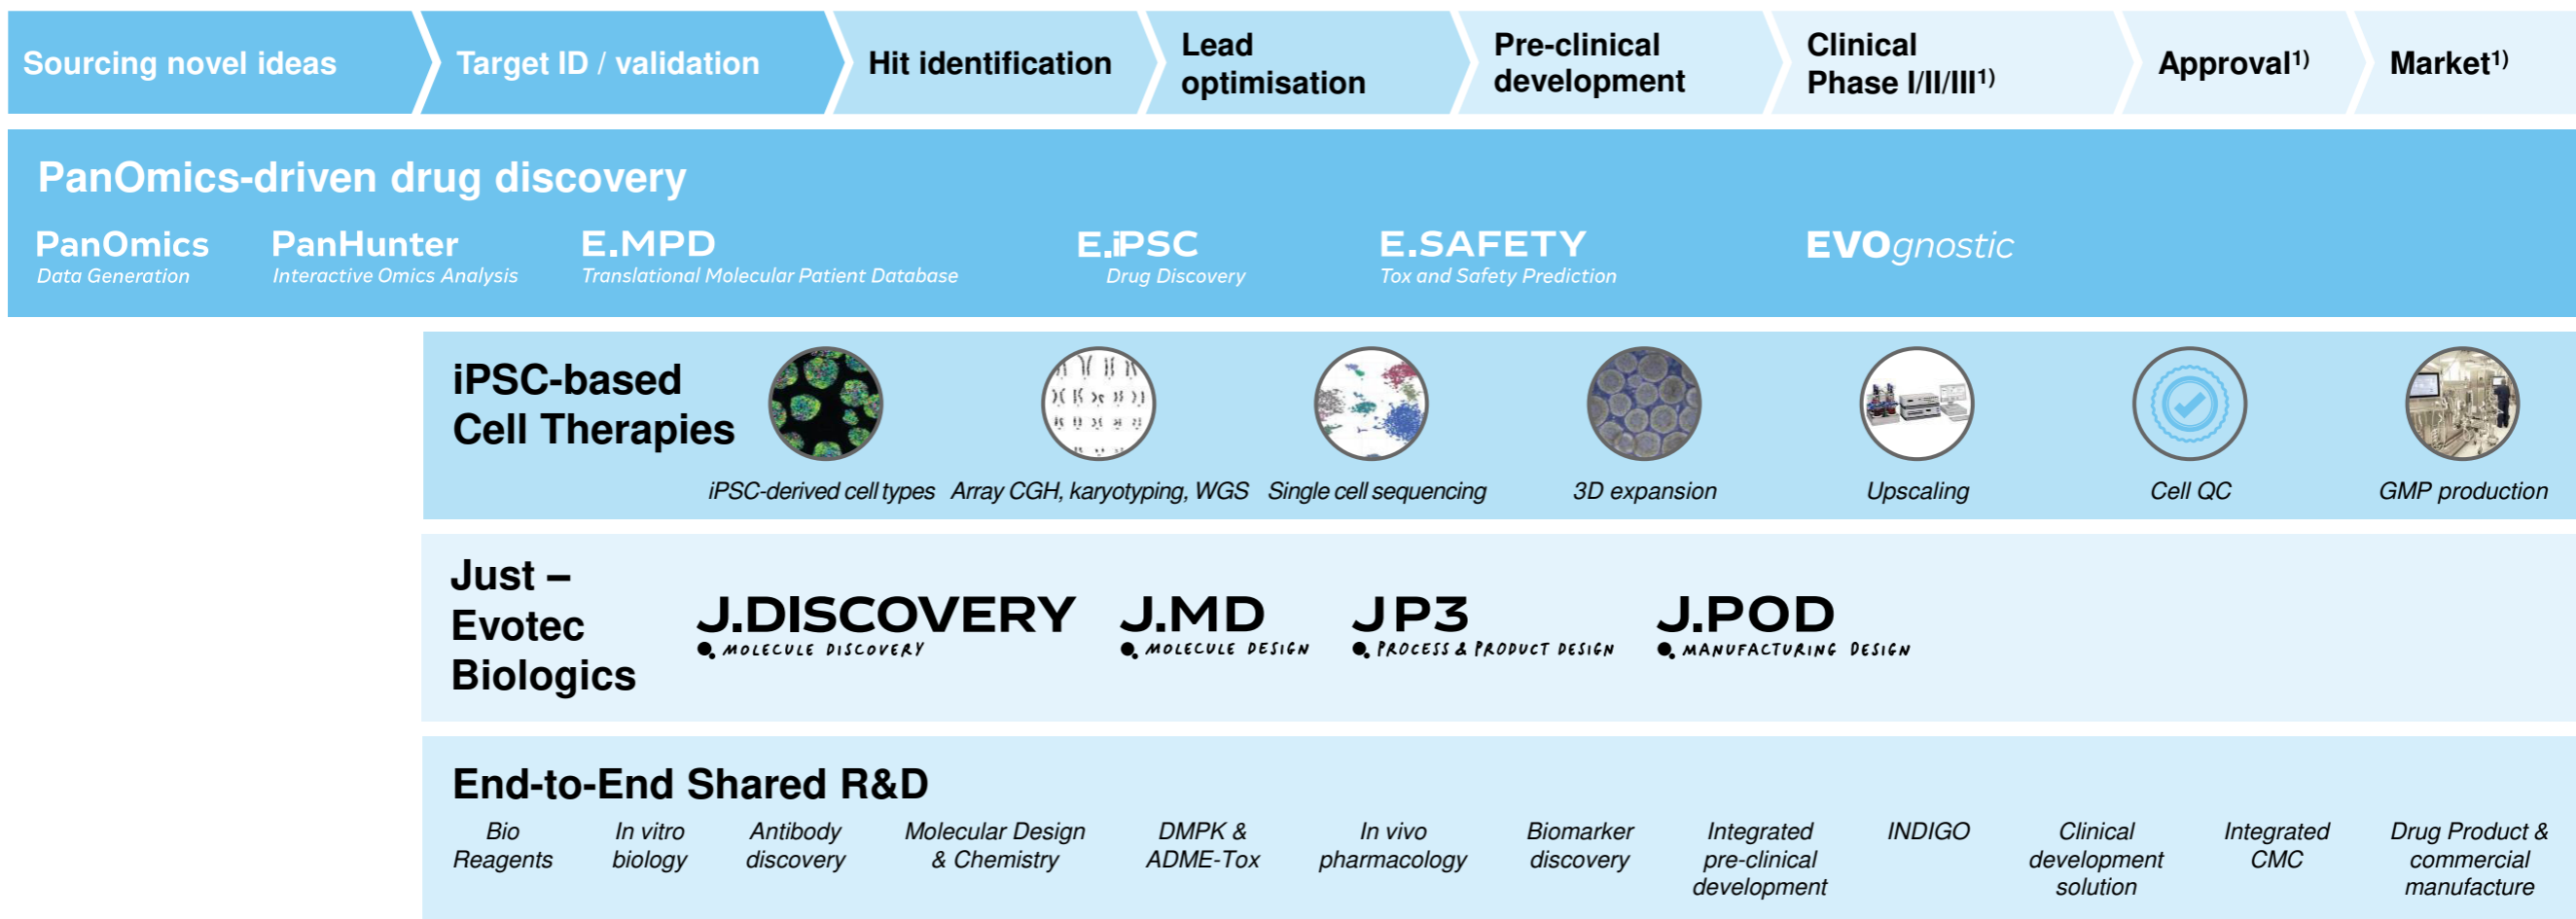 Sourcing novel ideas
Target ID / validation
Hit identification
Lead
optimisation
Pre-clinical
development
Clinical
Phase I/II/III¹⁾
Approval¹⁾
Market¹⁾
PanOmics-driven drug discovery
PanOmics
Data Generation
PanHunter
Interactive Omics Analysis
E.MPD
Translational Molecular Patient Database
E.iPSC
Drug Discovery
E.SAFETY
Tox and Safety Prediction
EVOgnostic
iPSC-based
Cell Therapies
iPSC-derived cell types
Array CGH, karyotyping, WGS
Single cell sequencing
3D expansion
Upscaling
Cell QC
GMP production
Just –
Evotec
Biologics
J.DISCOVERY
MOLECULE DISCOVERY
J.MD
MOLECULE DESIGN
JP3
PROCESS & PRODUCT DESIGN
J.POD
MANUFACTURING DESIGN
End-to-End Shared R&D
Bio
Reagents
In vitro
biology
Antibody
discovery
Molecular Design
& Chemistry
DMPK &
ADME-Tox
In vivo
pharmacology
Biomarker
discovery
Integrated
pre-clinical
development
INDIGO
Clinical
development
solution
Integrated
CMC
Drug Product &
commercial
manufacture